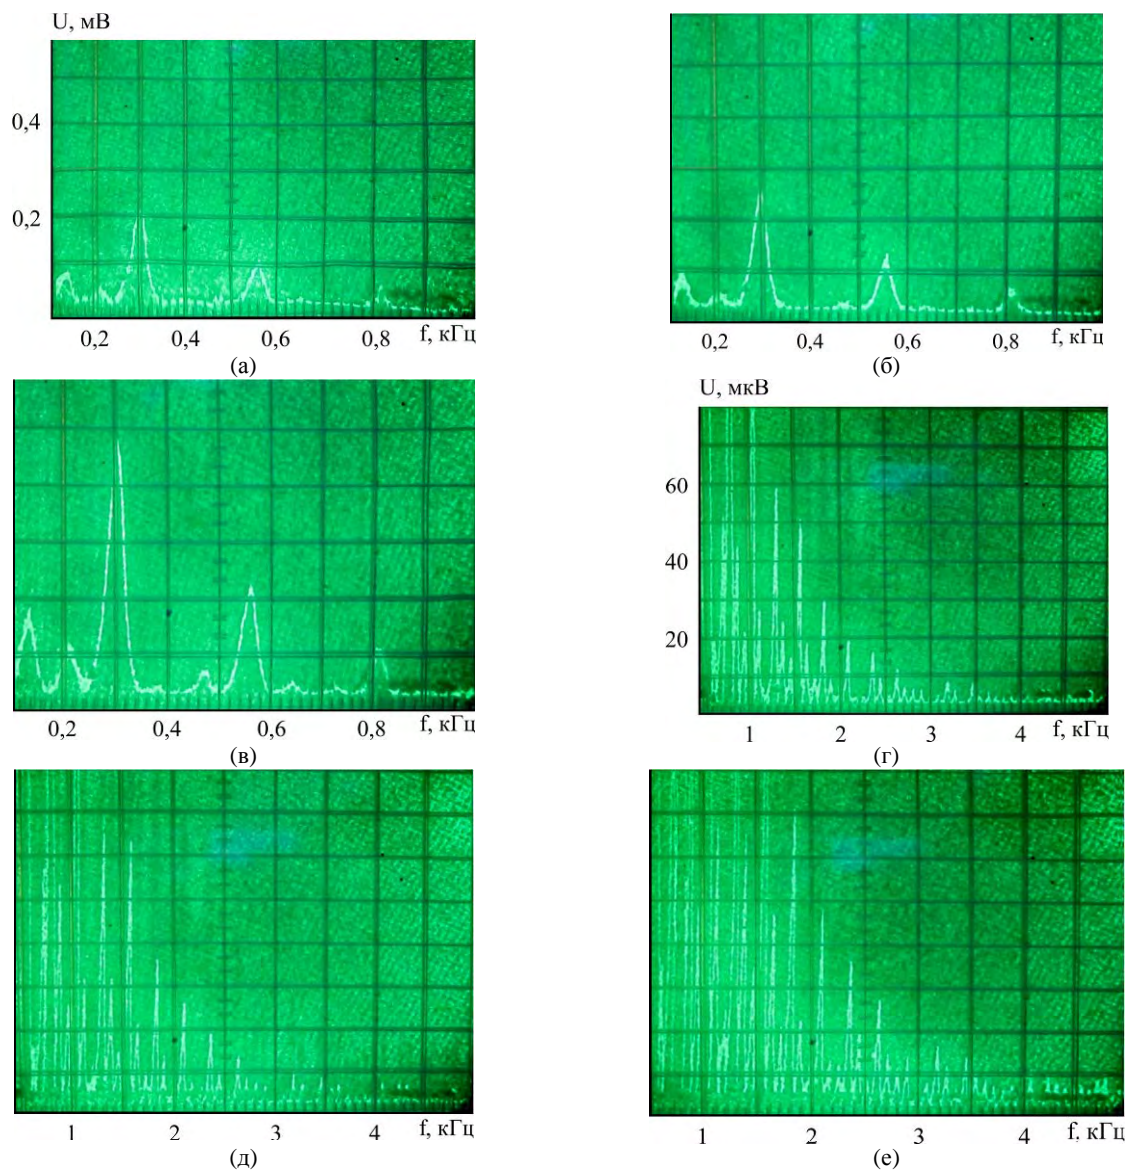 U, мВ
0,4
0,2
0,2 0,4 0,6 0,8 f, кГц
0,2 0,4 0,6 0,8 f, кГц
(а) (б)
U, мкВ
60
40
20
0,2 0,4 0,6 0,8 f, кГц
1 2 3 4 f, кГц
(в) (г)
1 2 3 4 f, кГц
1 2 3 4 f, кГц
(д) (е)